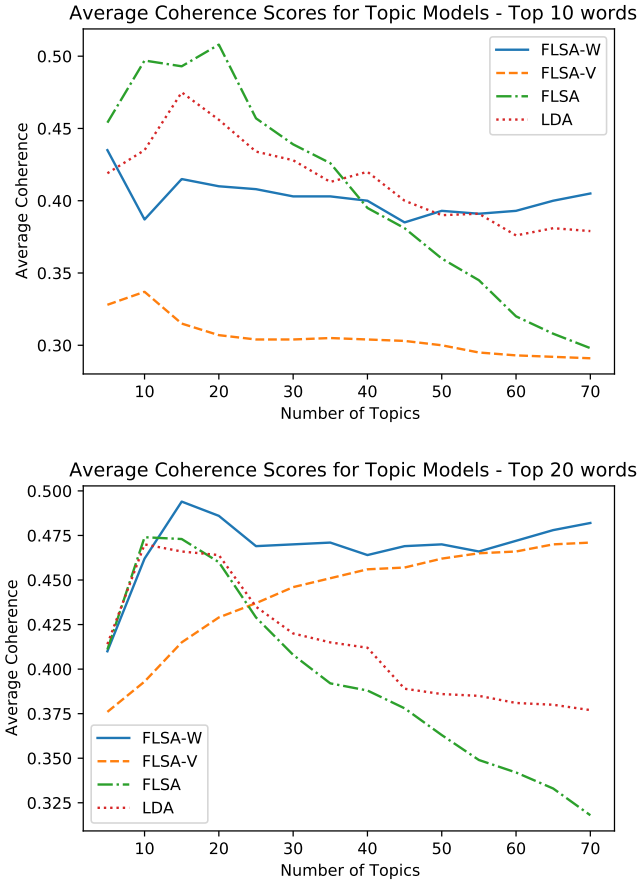 Average Coherence Scores for Topic Models - Top 10 words
0.50
0.45
0.40
0.35
0.30
Average Coherence
FLSA-W
FLSA-V
FLSA
LDA
10 20 30 40 50 60 70
Number of Topics
Average Coherence Scores for Topic Models - Top 20 words
0.500
0.475
0.450
0.425
0.400
0.375
0.350
0.325
Average Coherence
FLSA-W
FLSA-V
FLSA
LDA
10 20 30 40 50 60 70
Number of Topics